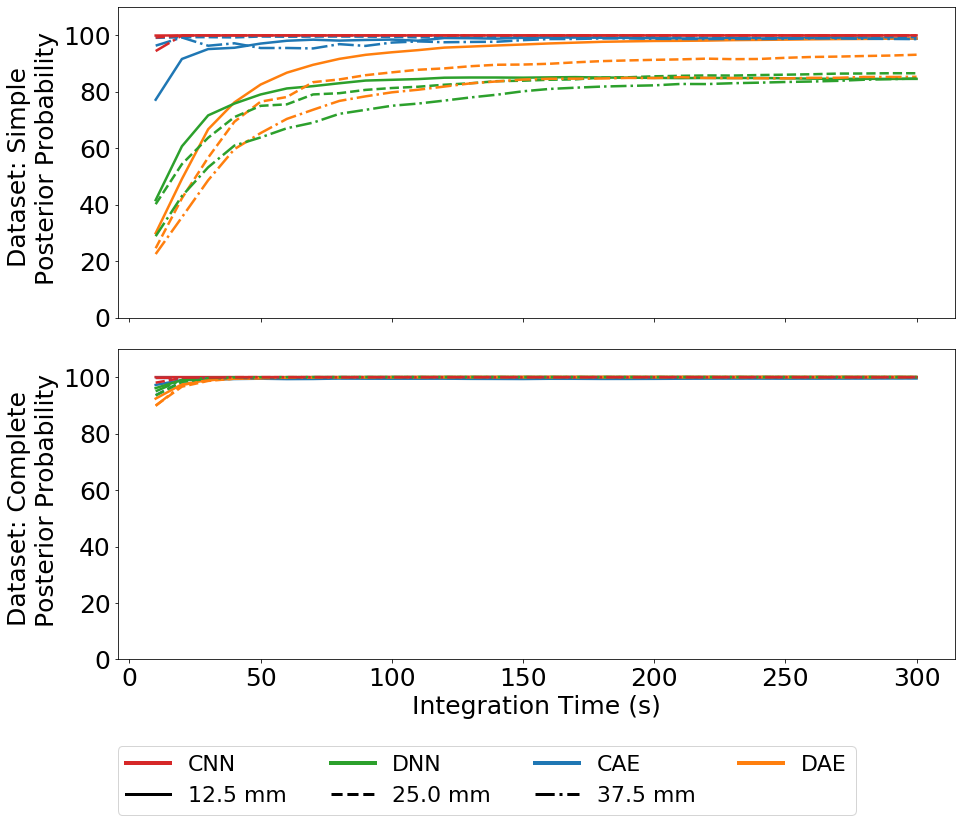 Dataset: Simple
Posterior Probability
100
80
60
40
20
0
Dataset: Complete
Posterior Probability
100
80
60
40
20
0
0 50 100 150 200 250 300
Integration Time (s)
CNN DNN CAE DAE
12.5 mm 25.0 mm 37.5 mm